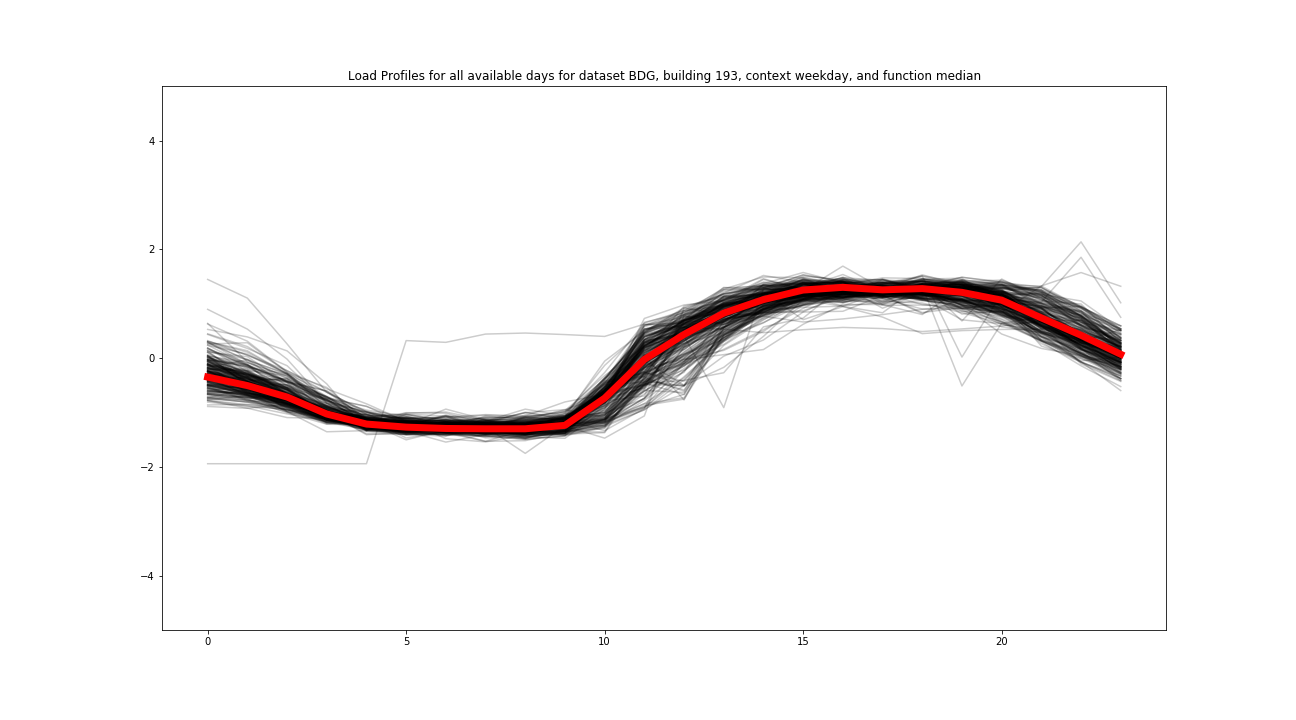 Load Profiles for all available days for dataset BDG, building 193, context weekday, and function median
4
2
0
−2
−4
0 5 10 15 20